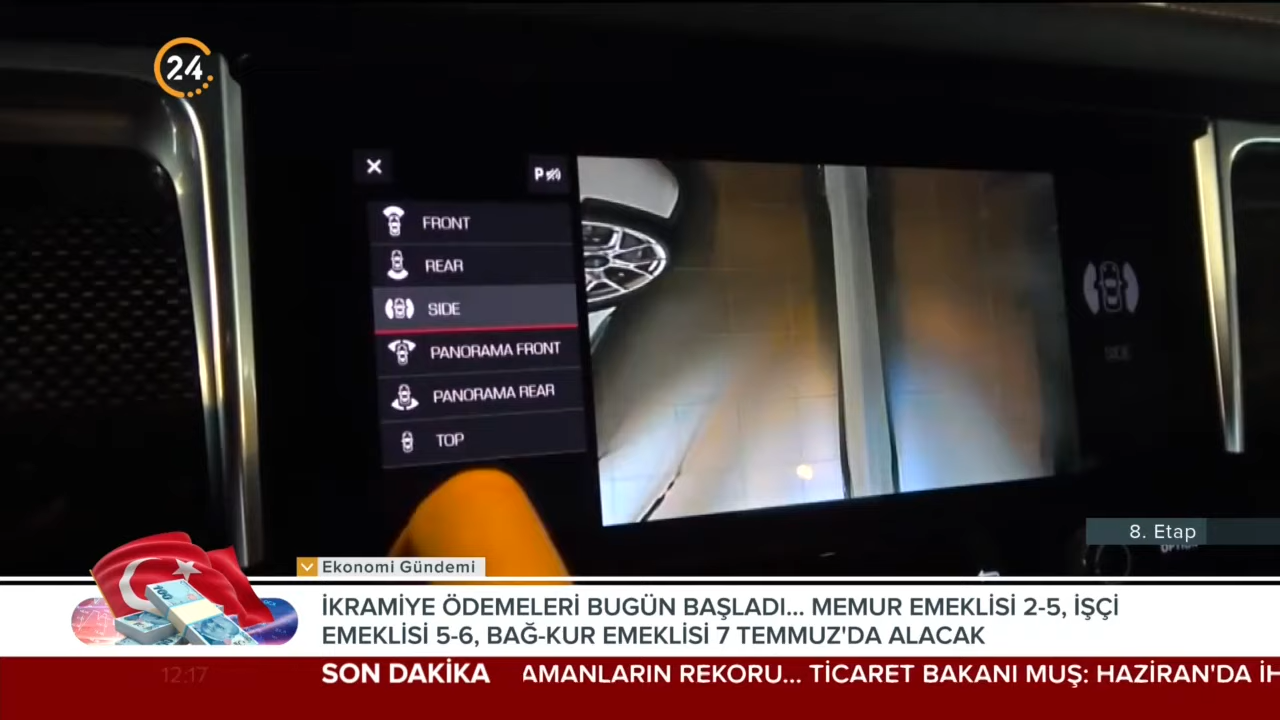 24
P
FRONT
REAR
SIDE
PANORAMA FRONT
PANORAMA REAR
TOP
SIDE
8. Etap
Ekonomi Gündemi
100
İKRAMİYE ÖDEMELERİ BUGÜN BAŞLADI... MEMUR EMEKLİSİ 2-5, İŞÇİ
EMEKLİSİ 5-6, BAĞ-KUR EMEKLİSİ 7 TEMMUZ'DA ALACAK
12:17
SON DAKİKA AMANLARIN REKORU... TİCARET BAKANI MUŞ: HAZİRAN'DA İH